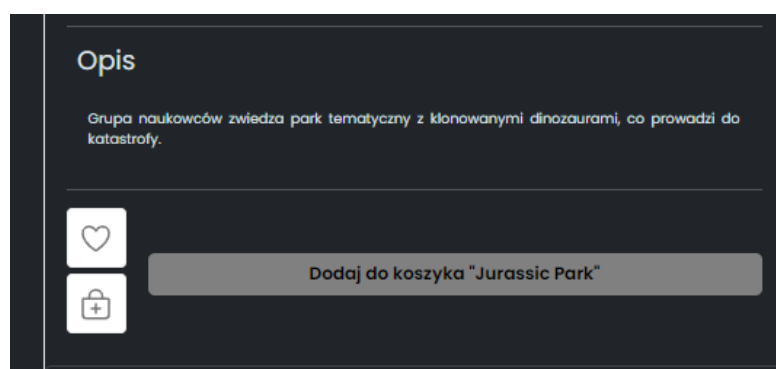 Opis
Grupa naukowców zwiedza park tematyczny z klonowanymi dinozaurami, co prowadzi do
katastrofy.
Dodaj do koszyka "Jurassic Park"